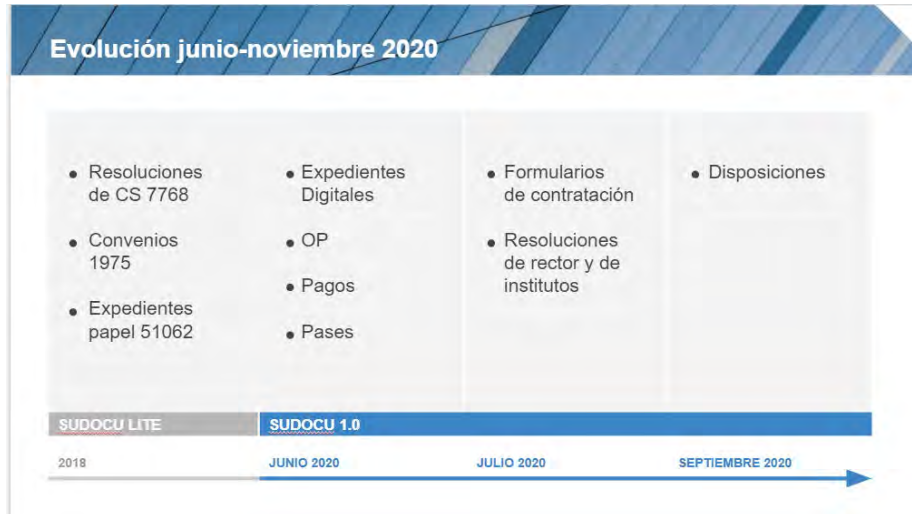 Evolución junio-noviembre 2020
Resoluciones
de CS 7768
Convenios
1975
Expedientes
papel 51062
Expedientes
Digitales
OP
Pagos
Pases
Formularios
de contratación
Resoluciones
de rector y de
institutos
Disposiciones
SUDOCU LITE
SUDOCU 1.0
2018
JUNIO 2020
JULIO 2020
SEPTIEMBRE 2020